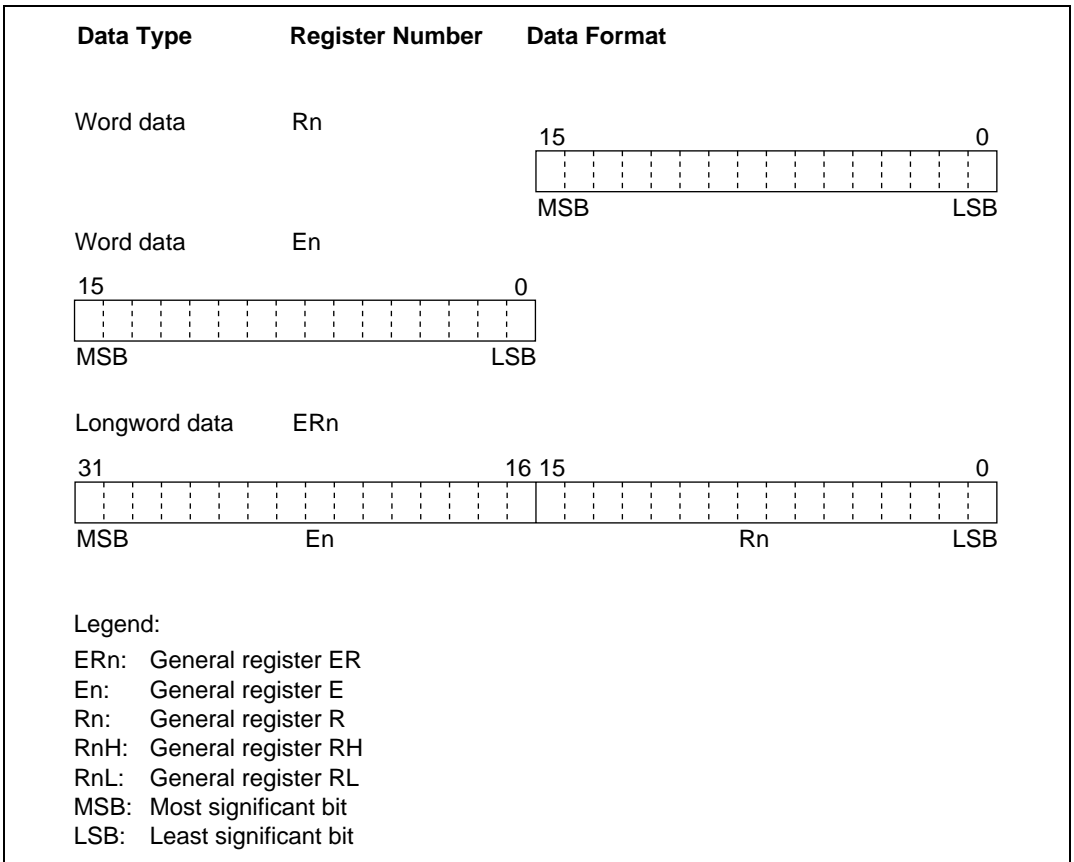 Data Type Register Number Data Format
Word data Rn
15 0
MSB LSB
Word data En
15 0
MSB LSB
Longword data ERn
31 16 15 0
MSB En Rn LSB
Legend:
ERn: General register ER
En: General register E
Rn: General register R
RnH: General register RH
RnL: General register RL
MSB: Most significant bit
LSB: Least significant bit